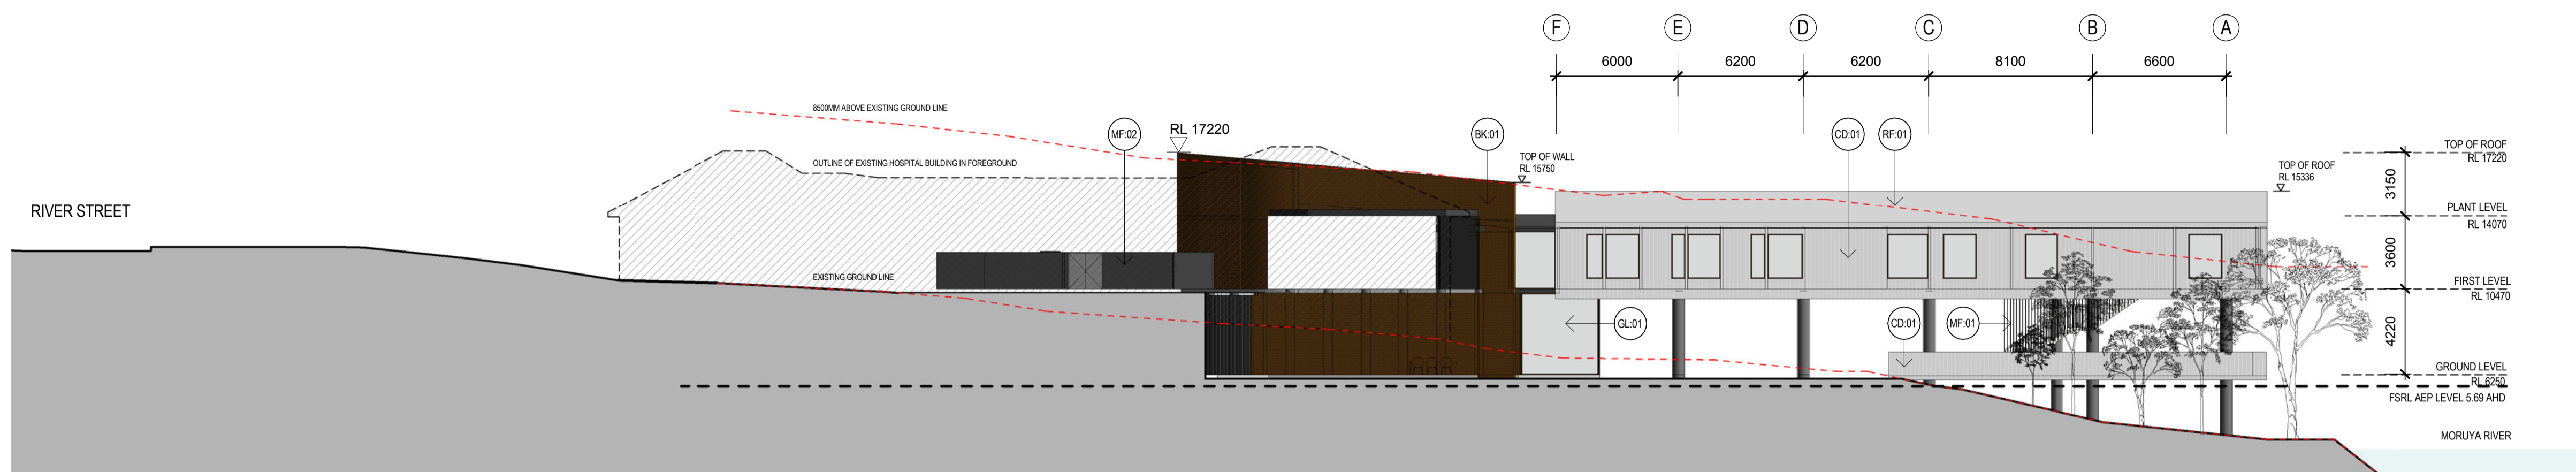 F
E
D
C
B
A
6000
6200
6200
8100
6600
8500MM ABOVE EXISTING GROUND LINE
MF:02
RL 17220
BK:01
CD:01
RF:01
OUTLINE OF EXISTING HOSPITAL BUILDING IN FOREGROUND
TOP OF WALL
RL 15750
TOP OF ROOF
RL 15336
TOP OF ROOF
RL 17220
3150
RIVER STREET
PLANT LEVEL
RL 14070
3600
EXISTING GROUND LINE
FIRST LEVEL
RL 10470
GL:01
CD:01
MF:01
4220
GROUND LEVEL
RL 6250
FSRL AEP LEVEL 5.69 AHD
MORUYA RIVER